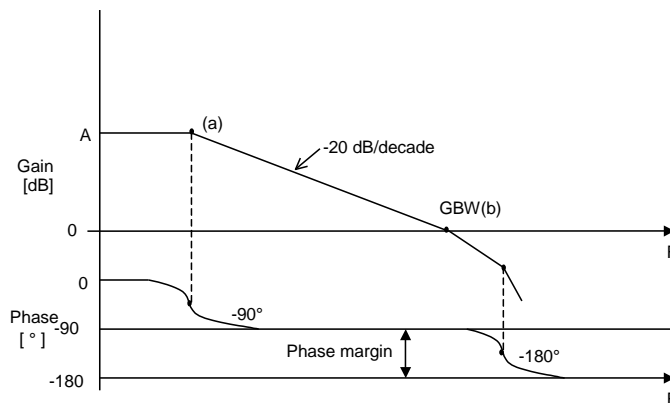 A
(a)
-20 dB/decade
Gain
[dB]
GBW(b)
0
0
Phase
[ ° ]
-90°
-90
Phase margin
-180°
-180